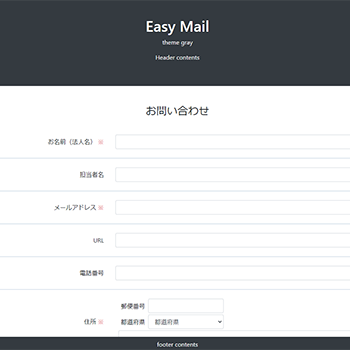 Easy Mail
theme gray
Header contents
お問い合わせ
お名前（法人名） ※
担当者名
メールアドレス ※
URL
電話番号
郵便番号
住所 ※
都道府県 都道府県
footer contents